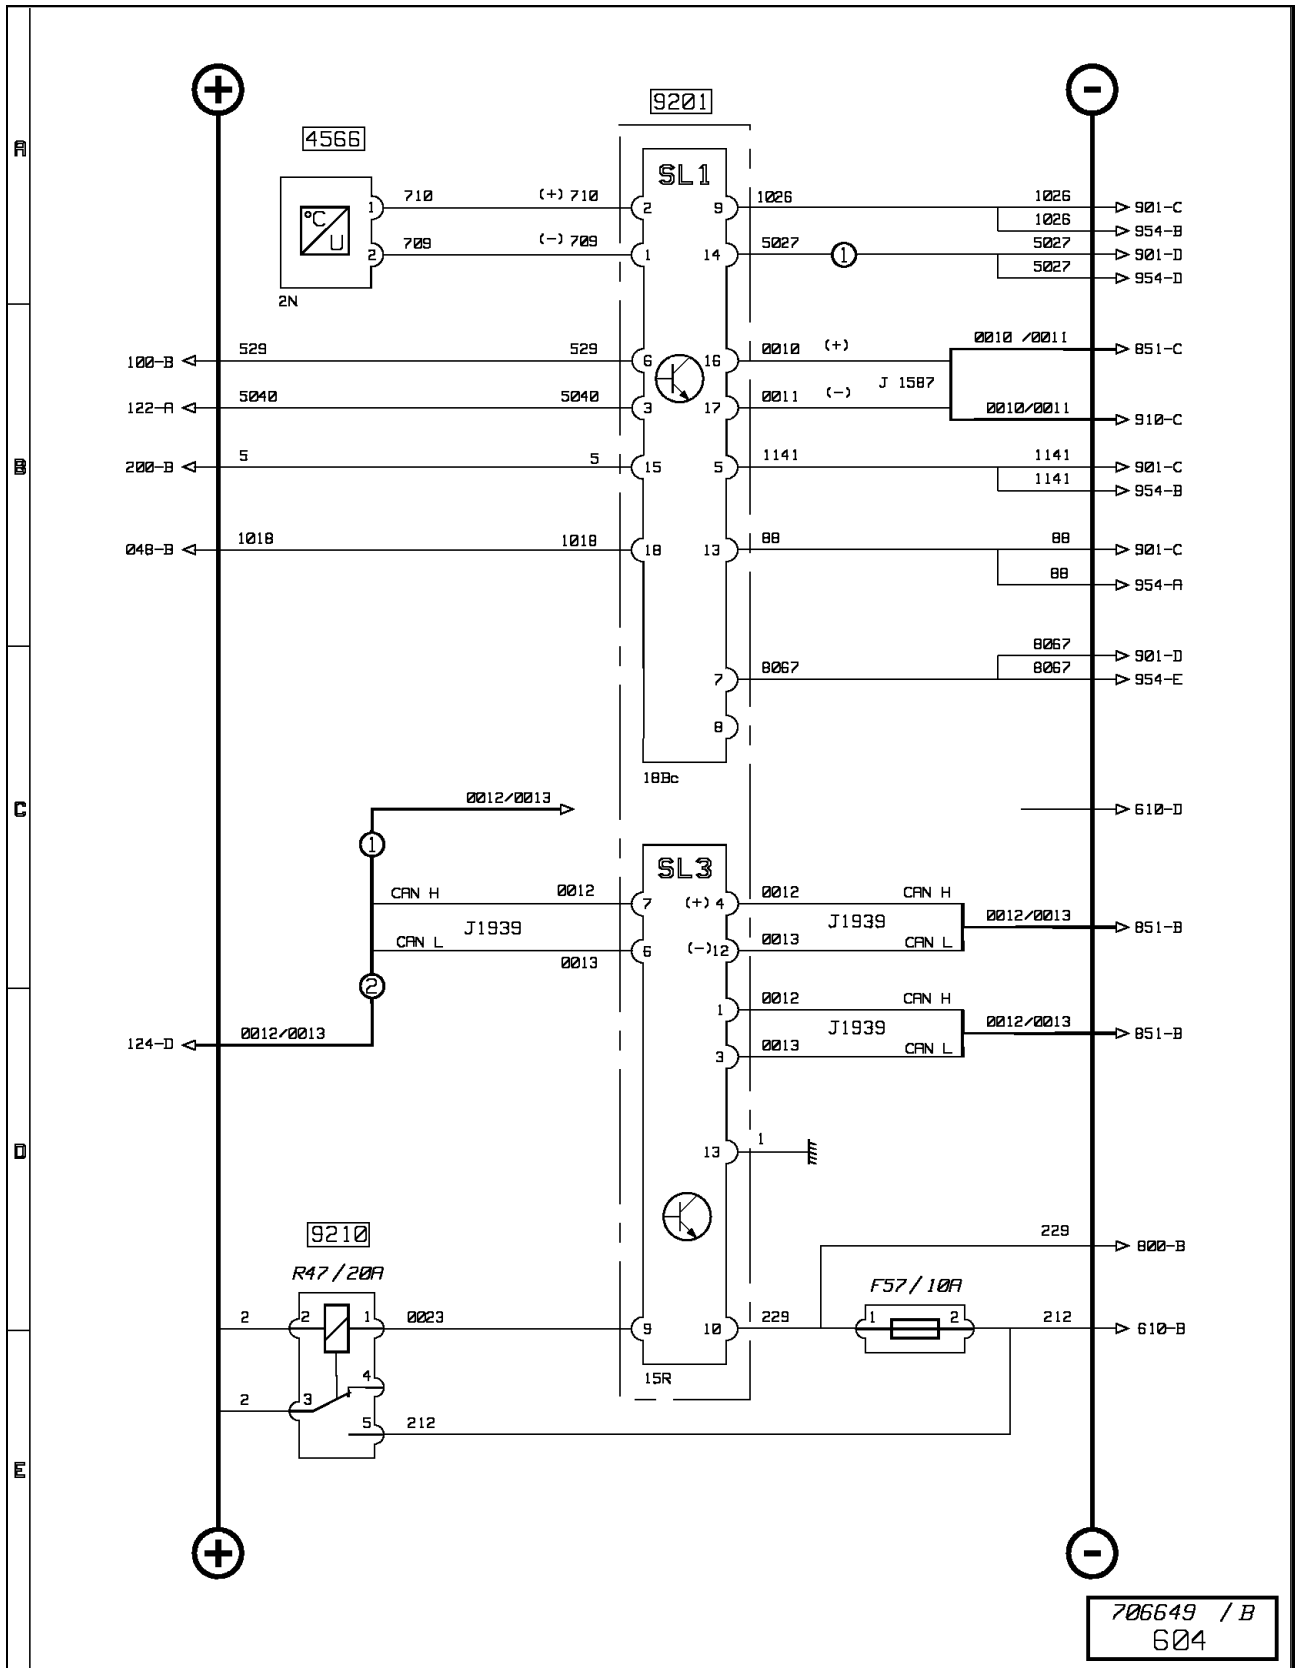 +
-
9201
4566
A
SL1
1 710 (+) 710 2 9 1026 1026 901-C
°C
U
1026 954-B
2 709 (-) 709 1 14 5027 1 5027 901-D
5027 954-D
2N
0010 /0011 851-C
100-B 529 529 6 16 0010 (+)
J 1587
122-A 5040 5040 3 17 0011 (-)
0010/0011 910-C
B
200-B 5 5 15 5 1141 1141 901-C
1141 954-B
048-B 1018 1018 18 13 88 88 901-C
88 954-A
8067 901-D
7 8067 8067 954-E
8
18Bc
C
0012/0013 610-D
1
SL3
CAN H 0012 7 (+) 4 0012 CAN H
J1939 J1939 0012/0013 851-B
CAN L 0013 6 (-)12 0013 CAN L
2
1 0012 CAN H
124-D 0012/0013 J1939 0012/0013 851-B
3 0013 CAN L
D
13 1
9210
229 800-B
R47/20A
F57/10A
2 2 1 0023 9 10 229 1 2 212 610-B
4
15R
2 3
5 212
E
+
-
706649 / B
604